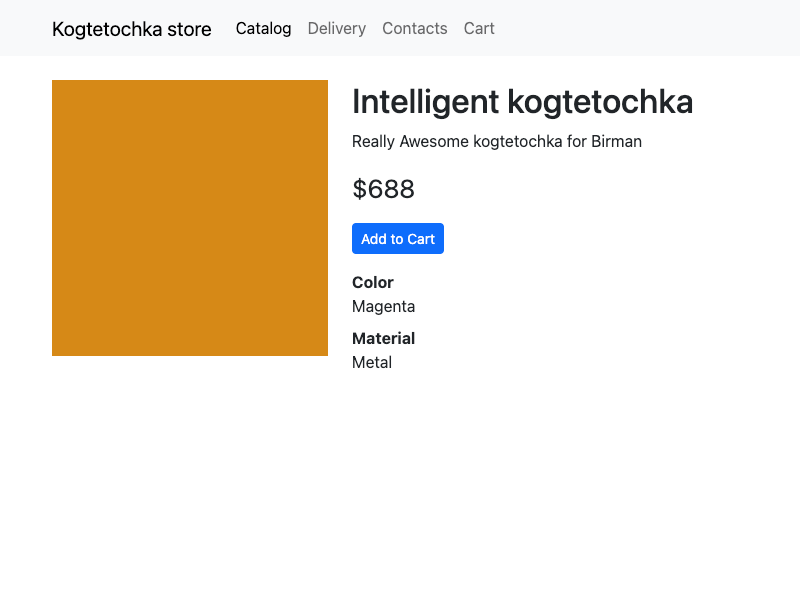 Kogtetochka store Catalog Delivery Contacts Cart
Intelligent kogtetochka
Really Awesome kogtetochka for Birman
$688
Add to Cart
Color
Magenta
Material
Metal